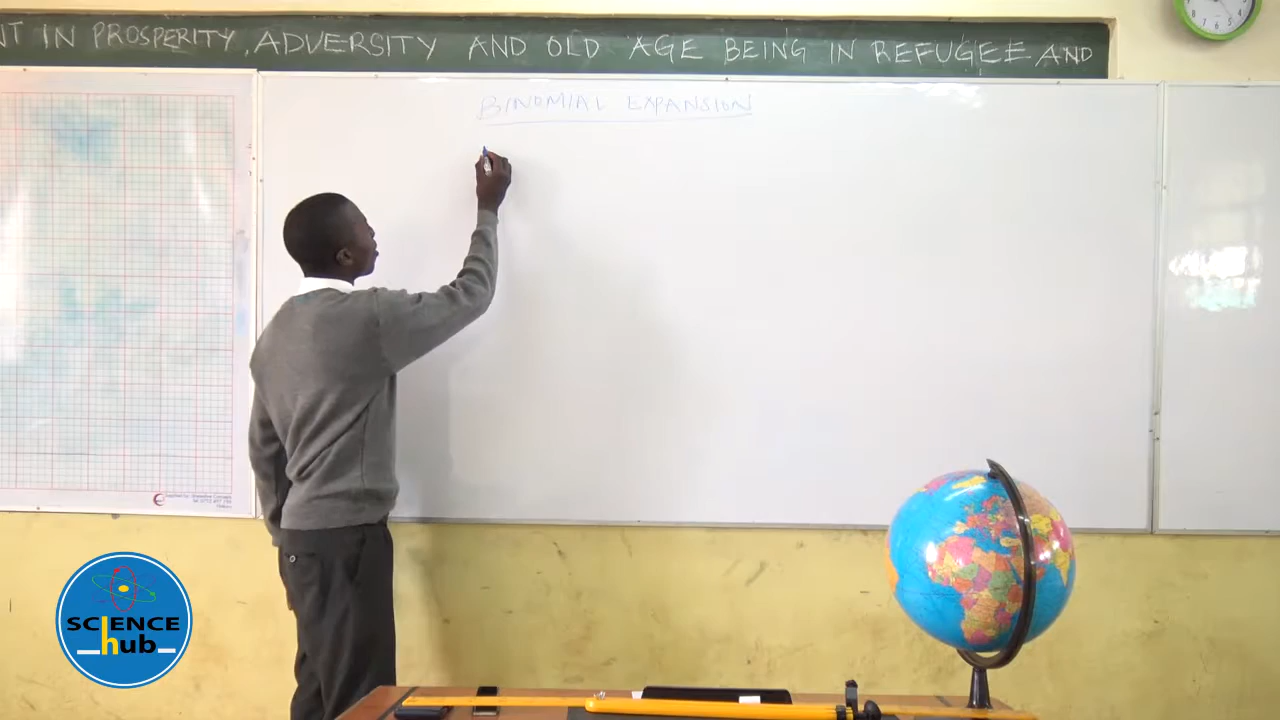 NT IN PROSPERITY, ADVERSITY AND OLD AGE BEING IN REFUGEE AND
BINOMIAL EXPANSION
SCIENCE
hub